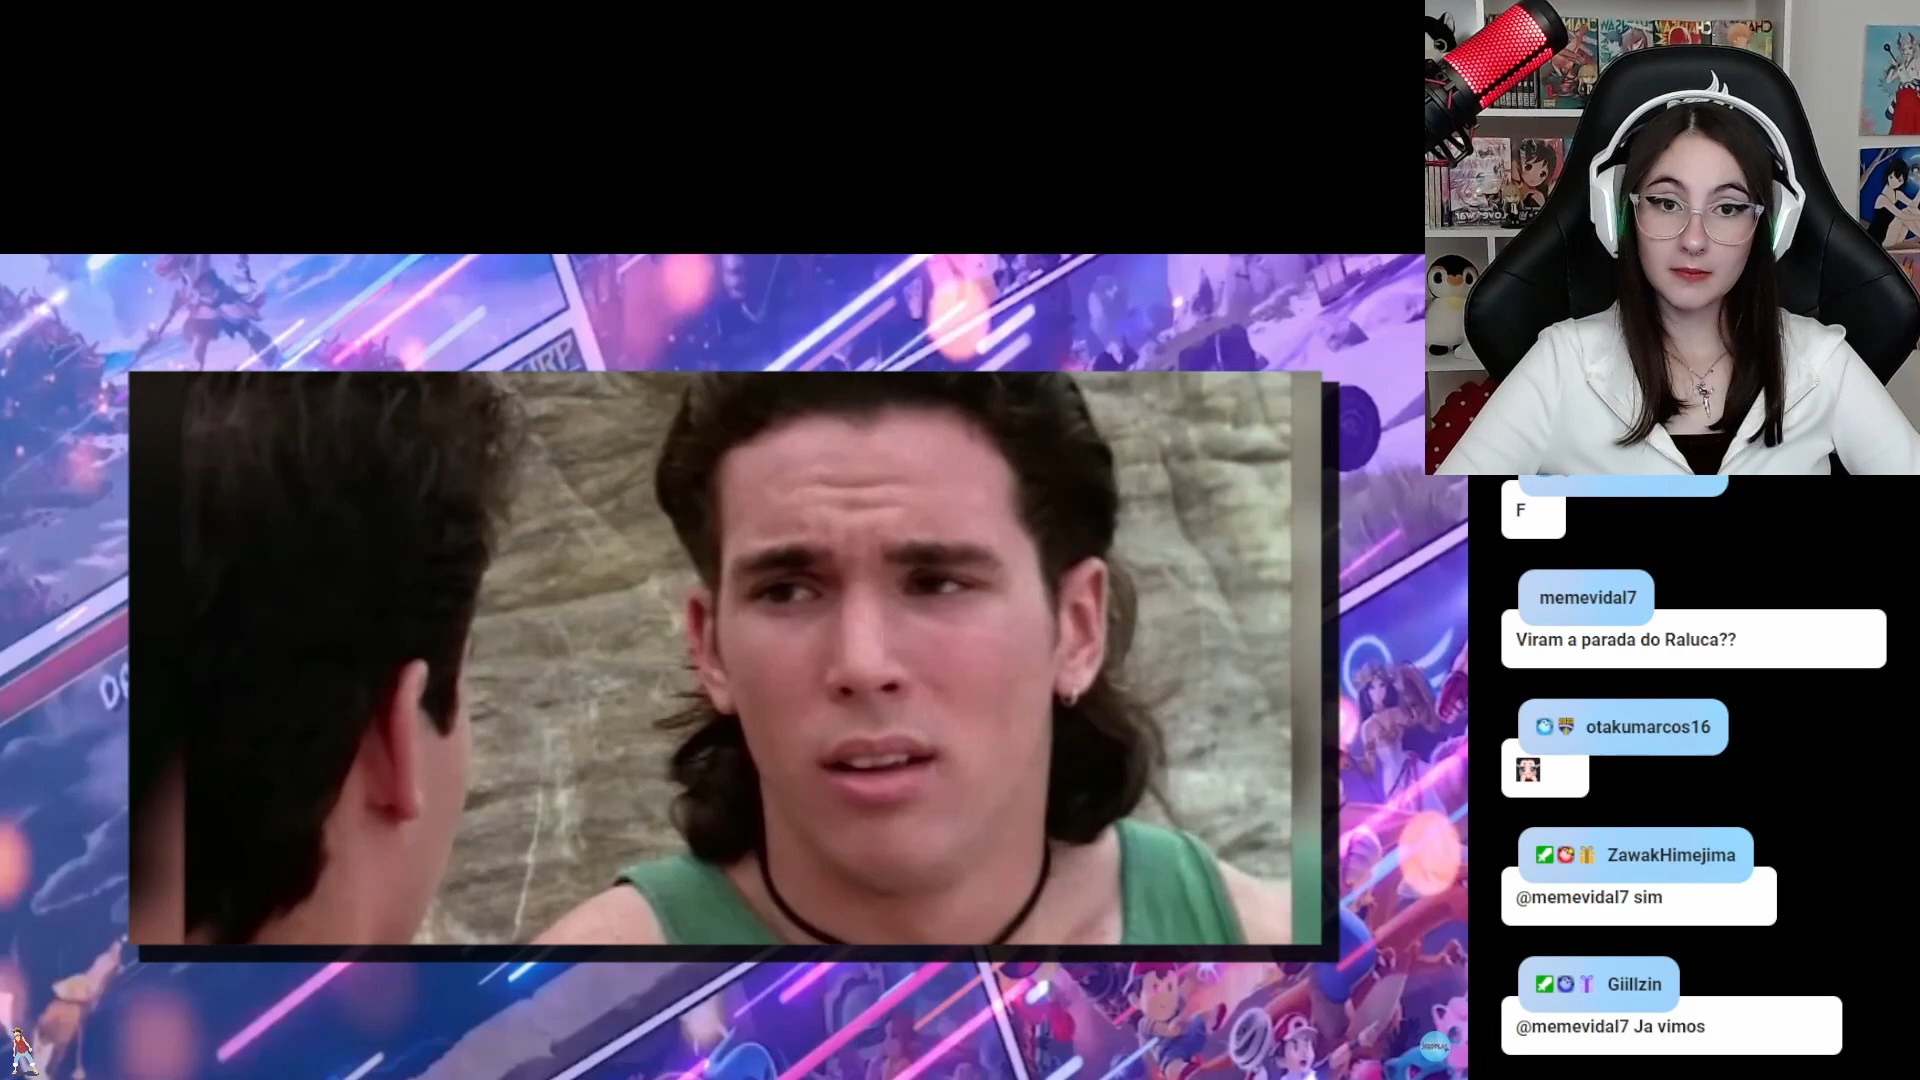 F
memevidal7
Viram a parada do Raluca??
otakumarcos16
ZawakHimejima
@memevidal7 sim
Giillzin
@memevidal7 Ja vimos